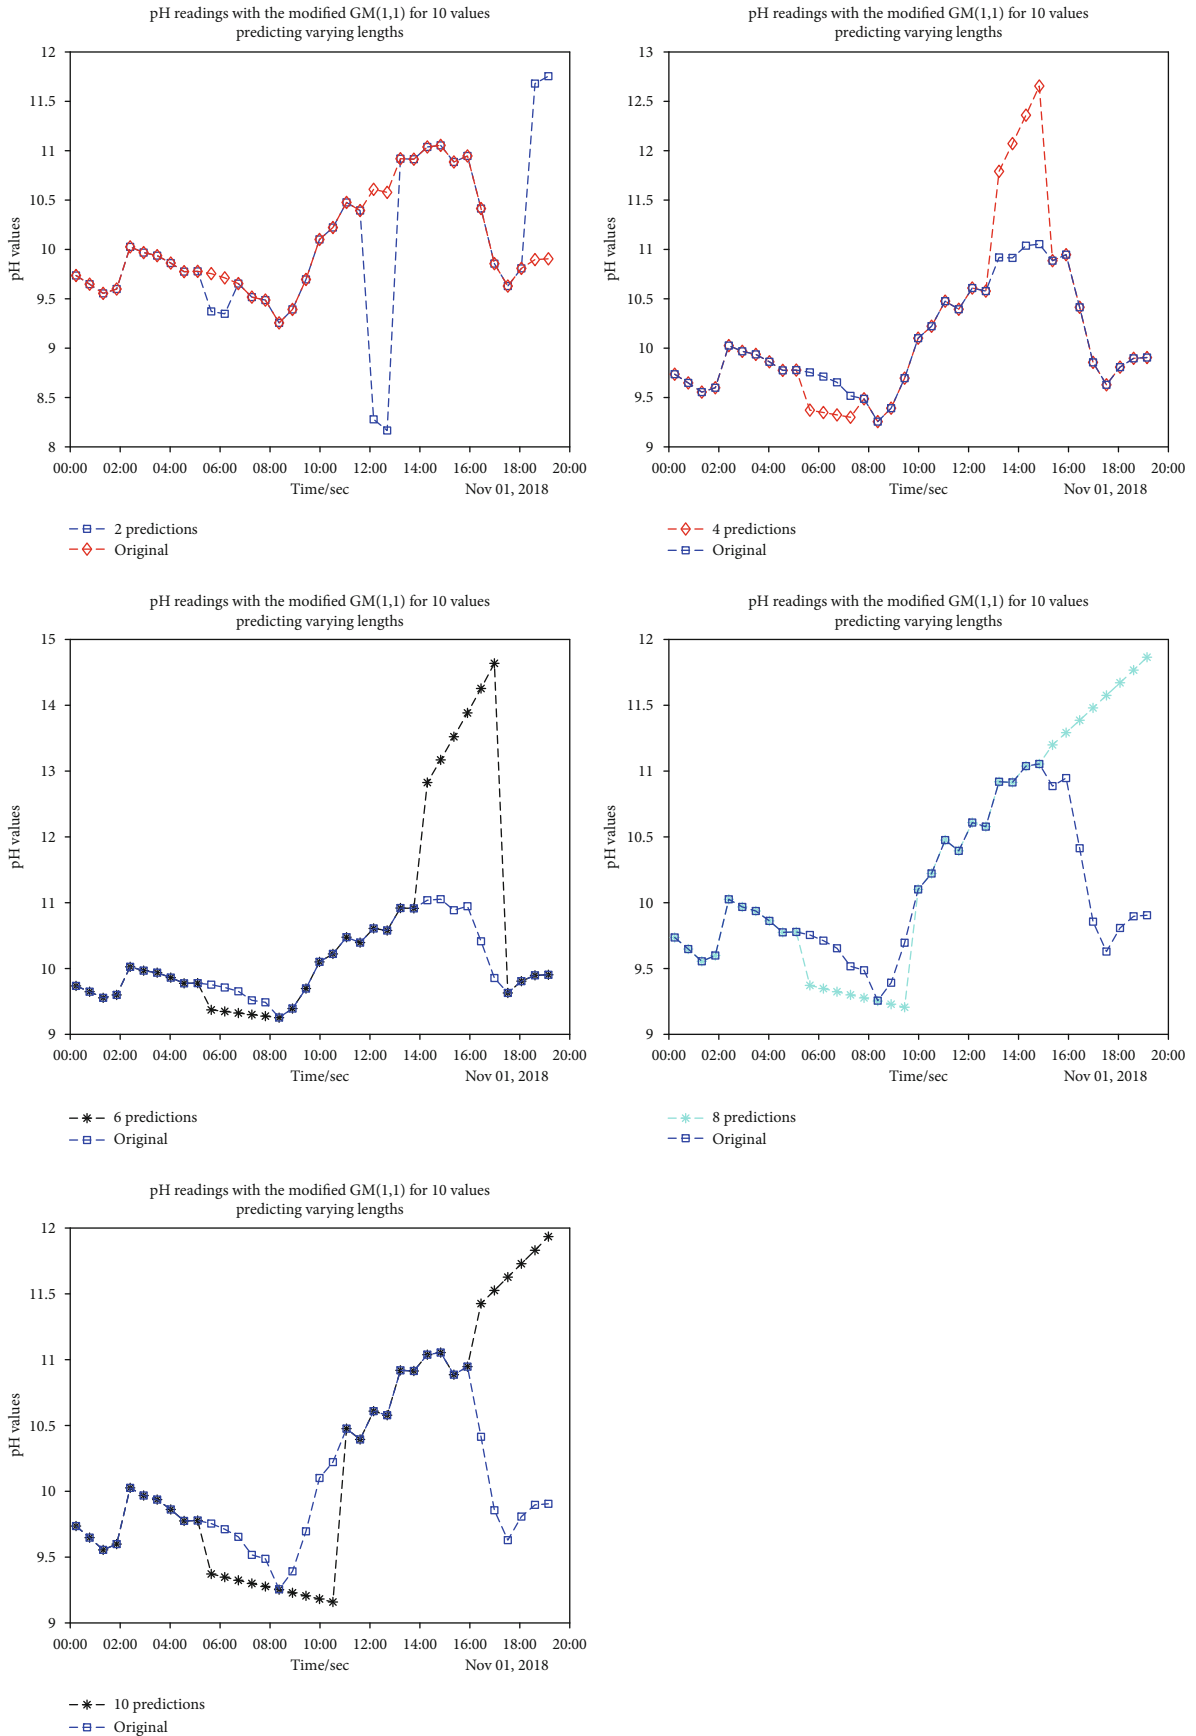 pH readings with the modified GM(1,1) for 10 values
predicting varying lengths
12
11.5
11
10.5
10
9.5
9
8.5
8
pH values
00:00 02:00 04:00 06:00 08:00 10:00 12:00 14:00 16:00 18:00 20:00
Time/sec
Nov 01, 2018
2 predictions
Original
pH readings with the modified GM(1,1) for 10 values
predicting varying lengths
13
12.5
12
11.5
11
10.5
10
9.5
9
pH values
00:00 02:00 04:00 06:00 08:00 10:00 12:00 14:00 16:00 18:00 20:00
Time/sec
Nov 01, 2018
4 predictions
Original
pH readings with the modified GM(1,1) for 10 values
predicting varying lengths
15
14
13
12
11
10
9
pH values
00:00 02:00 04:00 06:00 08:00 10:00 12:00 14:00 16:00 18:00 20:00
Time/sec
Nov 01, 2018
6 predictions
Original
pH readings with the modified GM(1,1) for 10 values
predicting varying lengths
12
11.5
11
10.5
10
9.5
9
pH values
00:00 02:00 04:00 06:00 08:00 10:00 12:00 14:00 16:00 18:00 20:00
Time/sec
Nov 01, 2018
8 predictions
Original
pH readings with the modified GM(1,1) for 10 values
predicting varying lengths
12
11.5
11
10.5
10
9.5
9
pH values
00:00 02:00 04:00 06:00 08:00 10:00 12:00 14:00 16:00 18:00 20:00
Time/sec
Nov 01, 2018
10 predictions
Original